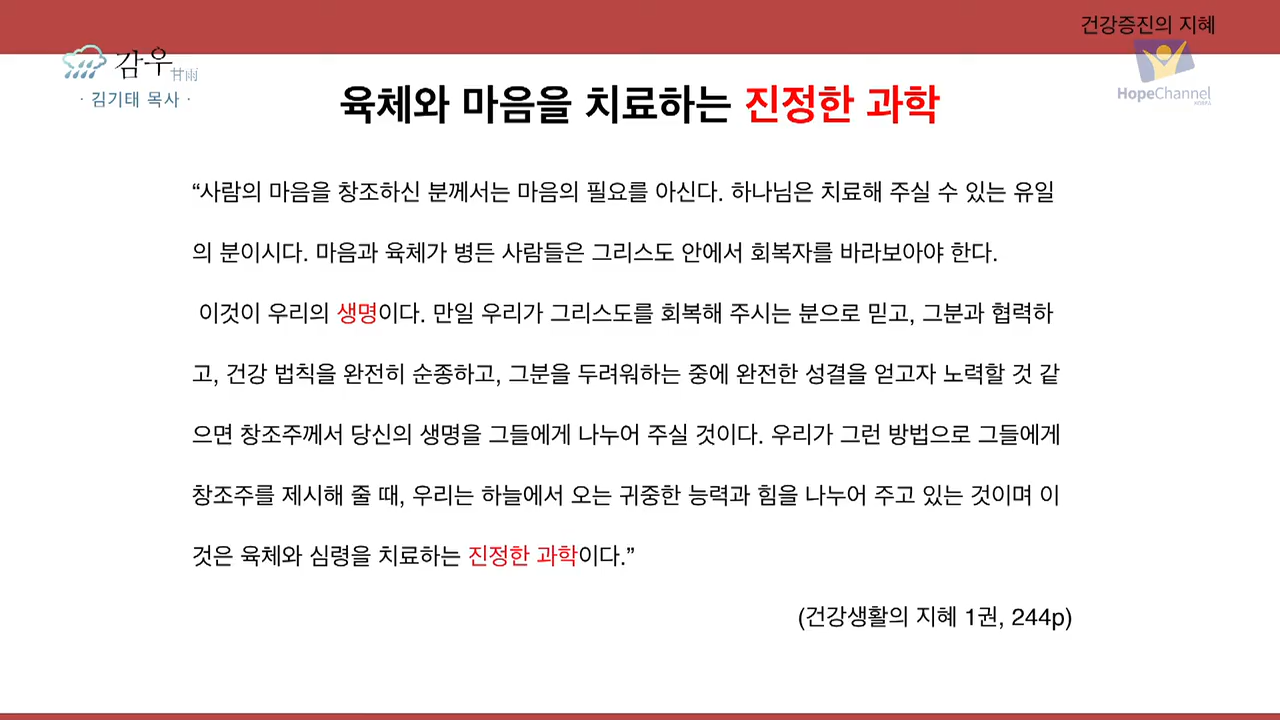 건강증진의 지혜
감우 甘雨
· 김기태 목사 ·
HopeChannel
육체와 마음을 치료하는 진정한 과학
“사람의 마음을 창조하신 분께서는 마음의 필요를 아신다. 하나님은 치료해 주실 수 있는 유일
의 분이시다. 마음과 육체가 병든 사람들은 그리스도 안에서 회복자를 바라보아야 한다.
이것이 우리의 생명이다. 만일 우리가 그리스도를 회복해 주시는 분으로 믿고, 그분과 협력하
고, 건강 법칙을 완전히 순종하고, 그분을 두려워하는 중에 완전한 성결을 얻고자 노력할 것 같
으면 창조주께서 당신의 생명을 그들에게 나누어 주실 것이다. 우리가 그런 방법으로 그들에게
창조주를 제시해 줄 때, 우리는 하늘에서 오는 귀중한 능력과 힘을 나누어 주고 있는 것이며 이
것은 육체와 심령을 치료하는 진정한 과학이다.”
(건강생활의 지혜 1권, 244p)